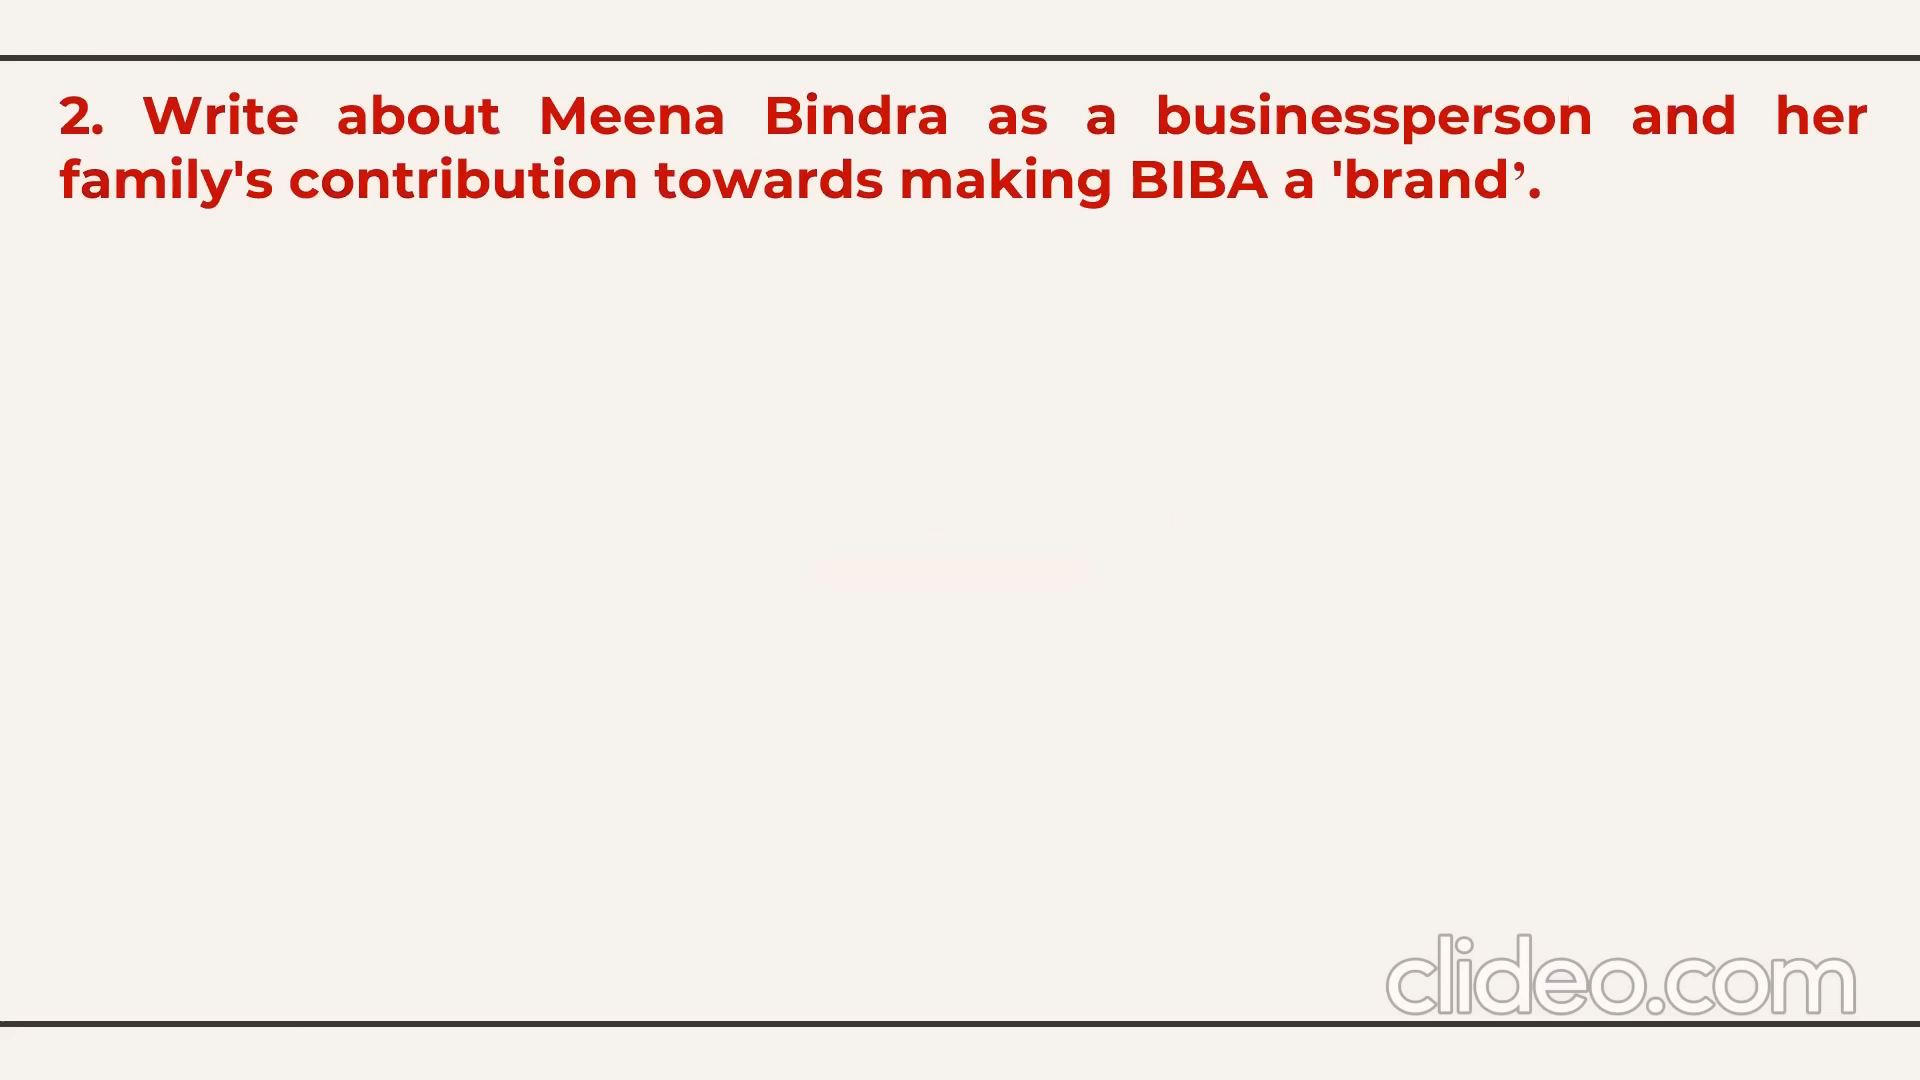 2. Write about Meena Bindra as a businessperson and her
family's contribution towards making BIBA a 'brand’.
clideo.com